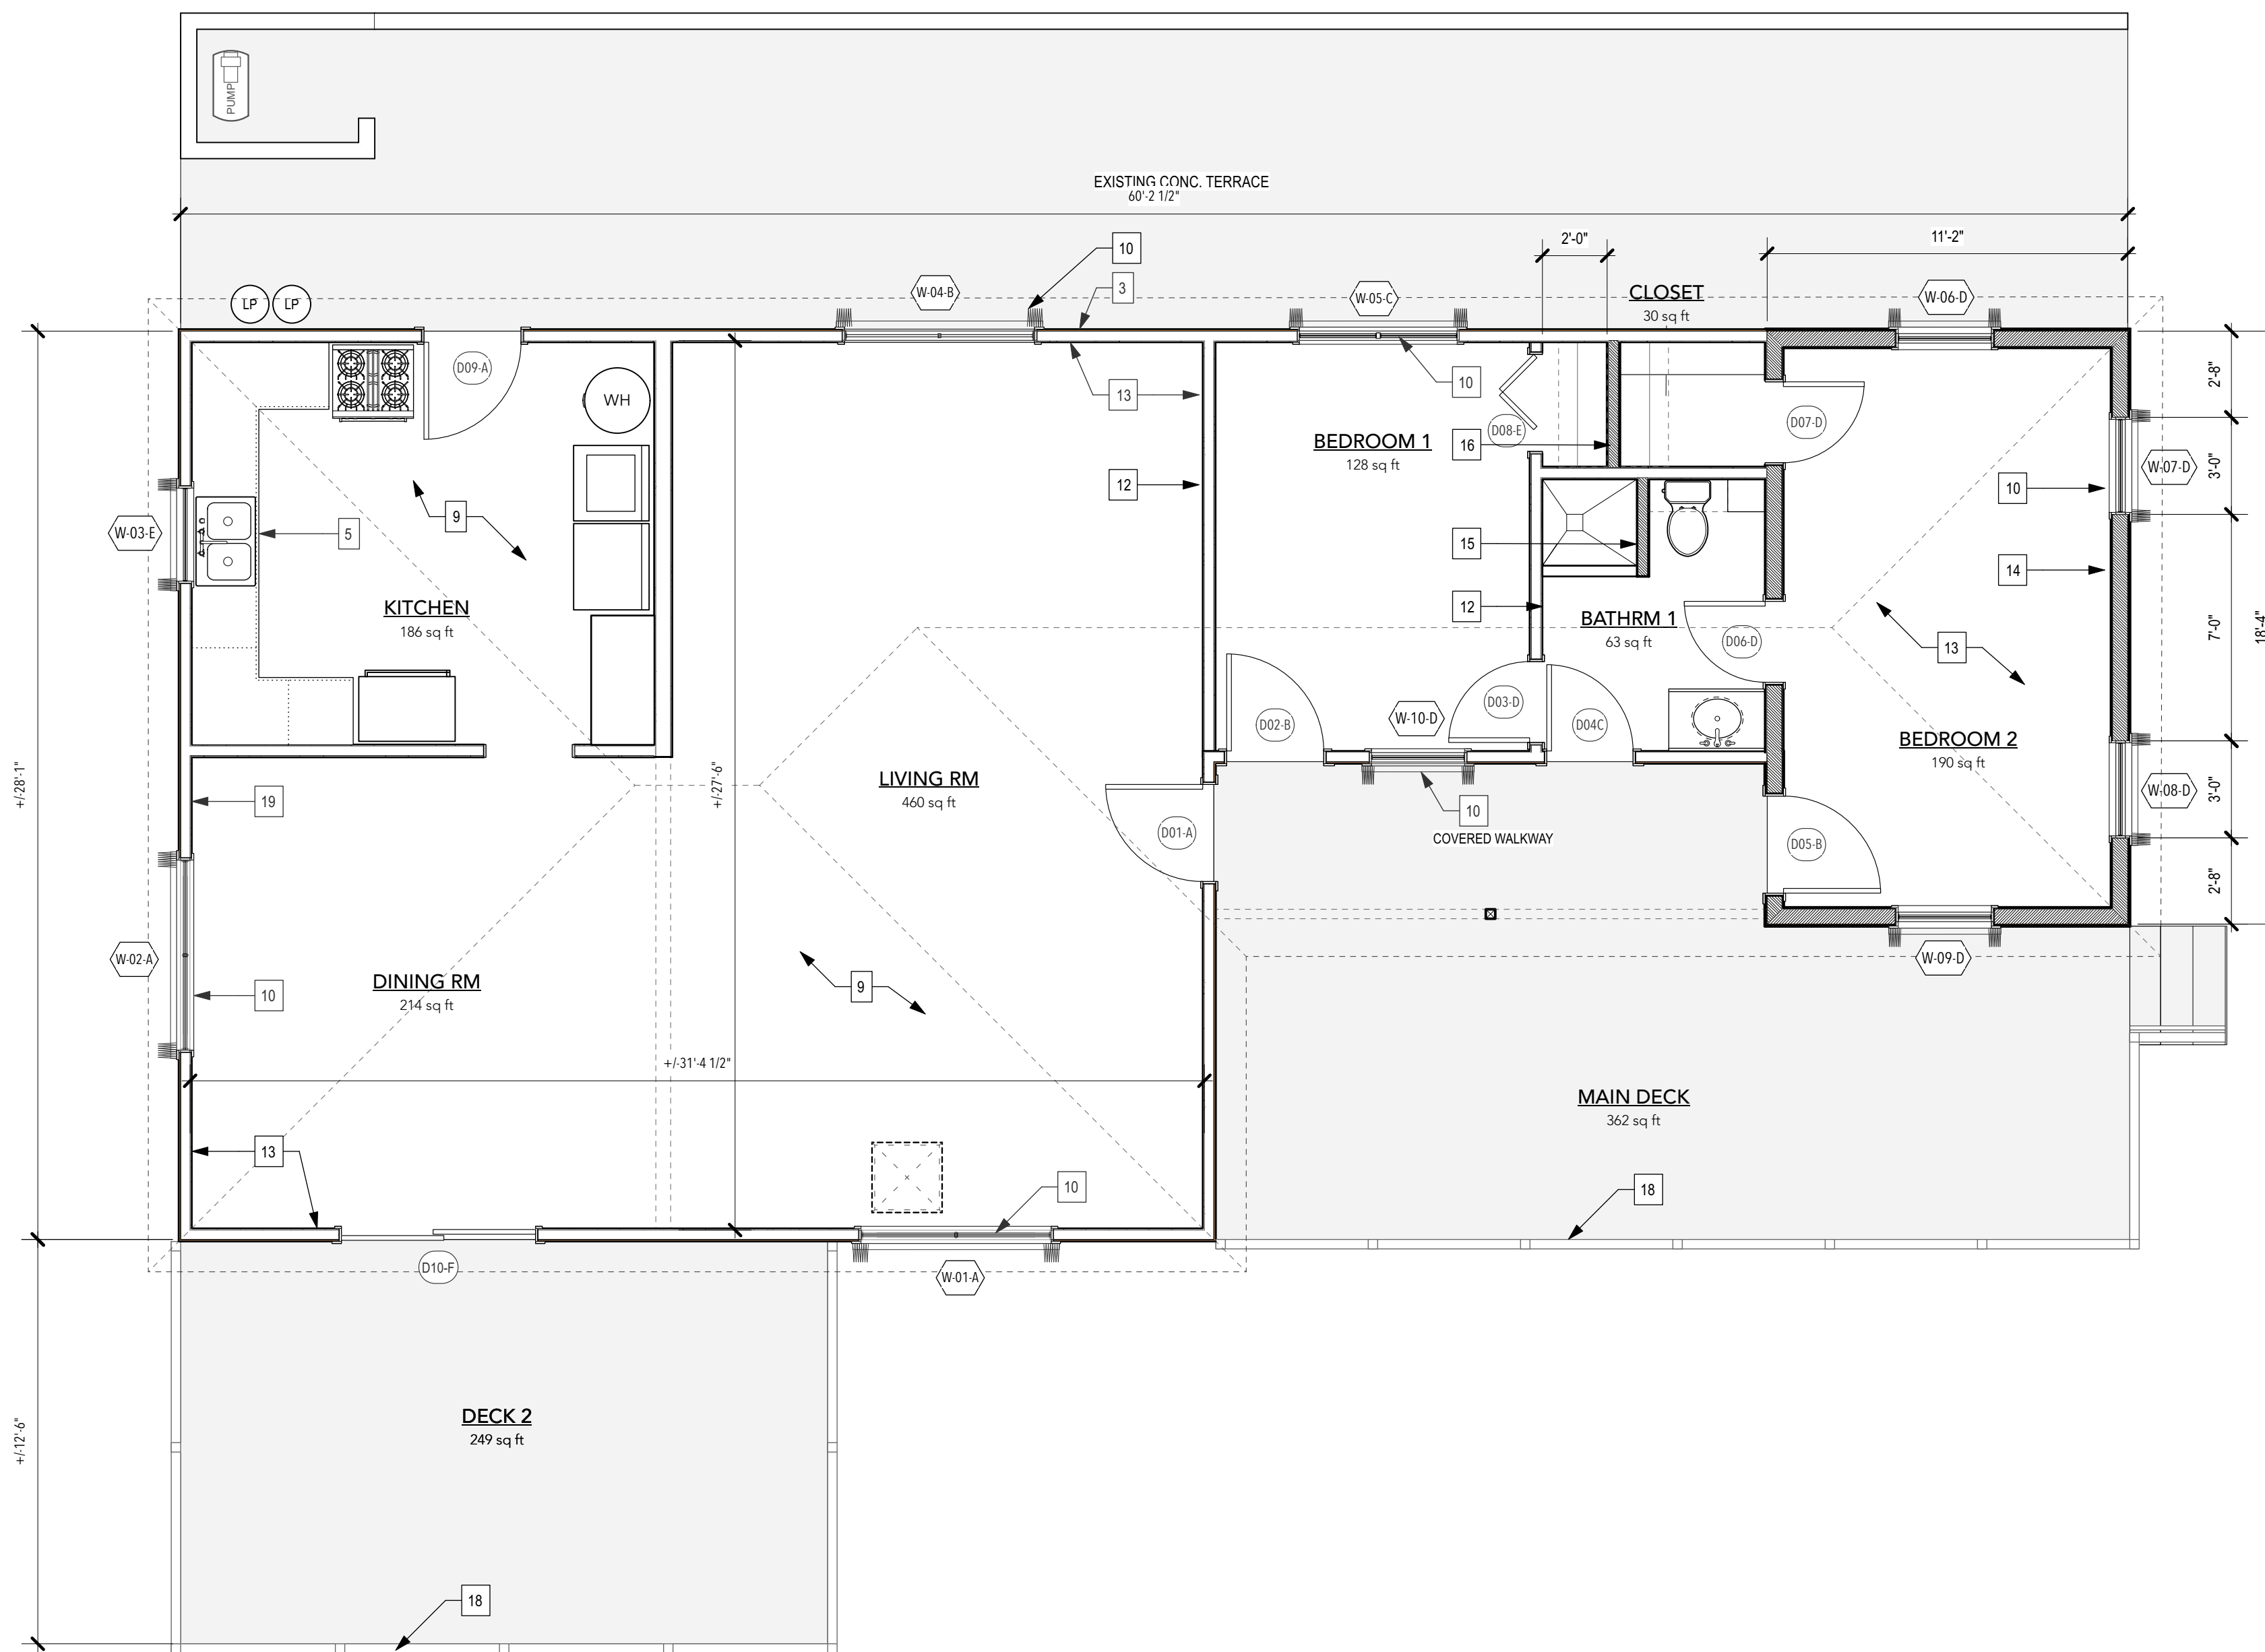 PUMP
EXISTING CONC. TERRACE
60'-2 1/2"
2'-0"
11'-2"
10
3
W-04-B
W-05-C
CLOSET
30 sq ft
W-06-D
LP
LP
D09-A
WH
13
10
D08-E
D07-D
2'-8"
BEDROOM 1
128 sq ft
16
W-07-D
3'-0"
12
10
W-03-E
5
9
15
14
KITCHEN
186 sq ft
12
BATHRM 1
63 sq ft
D06-D
13
7'-0"
18'-4"
D02-B
W-10-D
D03-D
D04C
BEDROOM 2
190 sq ft
+/-28'-1"
19
+/-27'-6"
LIVING RM
460 sq ft
D01-A
10
COVERED WALKWAY
D05-B
W-08-D
3'-0"
2'-8"
W-02-A
10
DINING RM
214 sq ft
9
W-09-D
+/-31'-4 1/2"
MAIN DECK
362 sq ft
13
10
18
D10-F
W-01-A
DECK 2
249 sq ft
+/-12'-6"
18